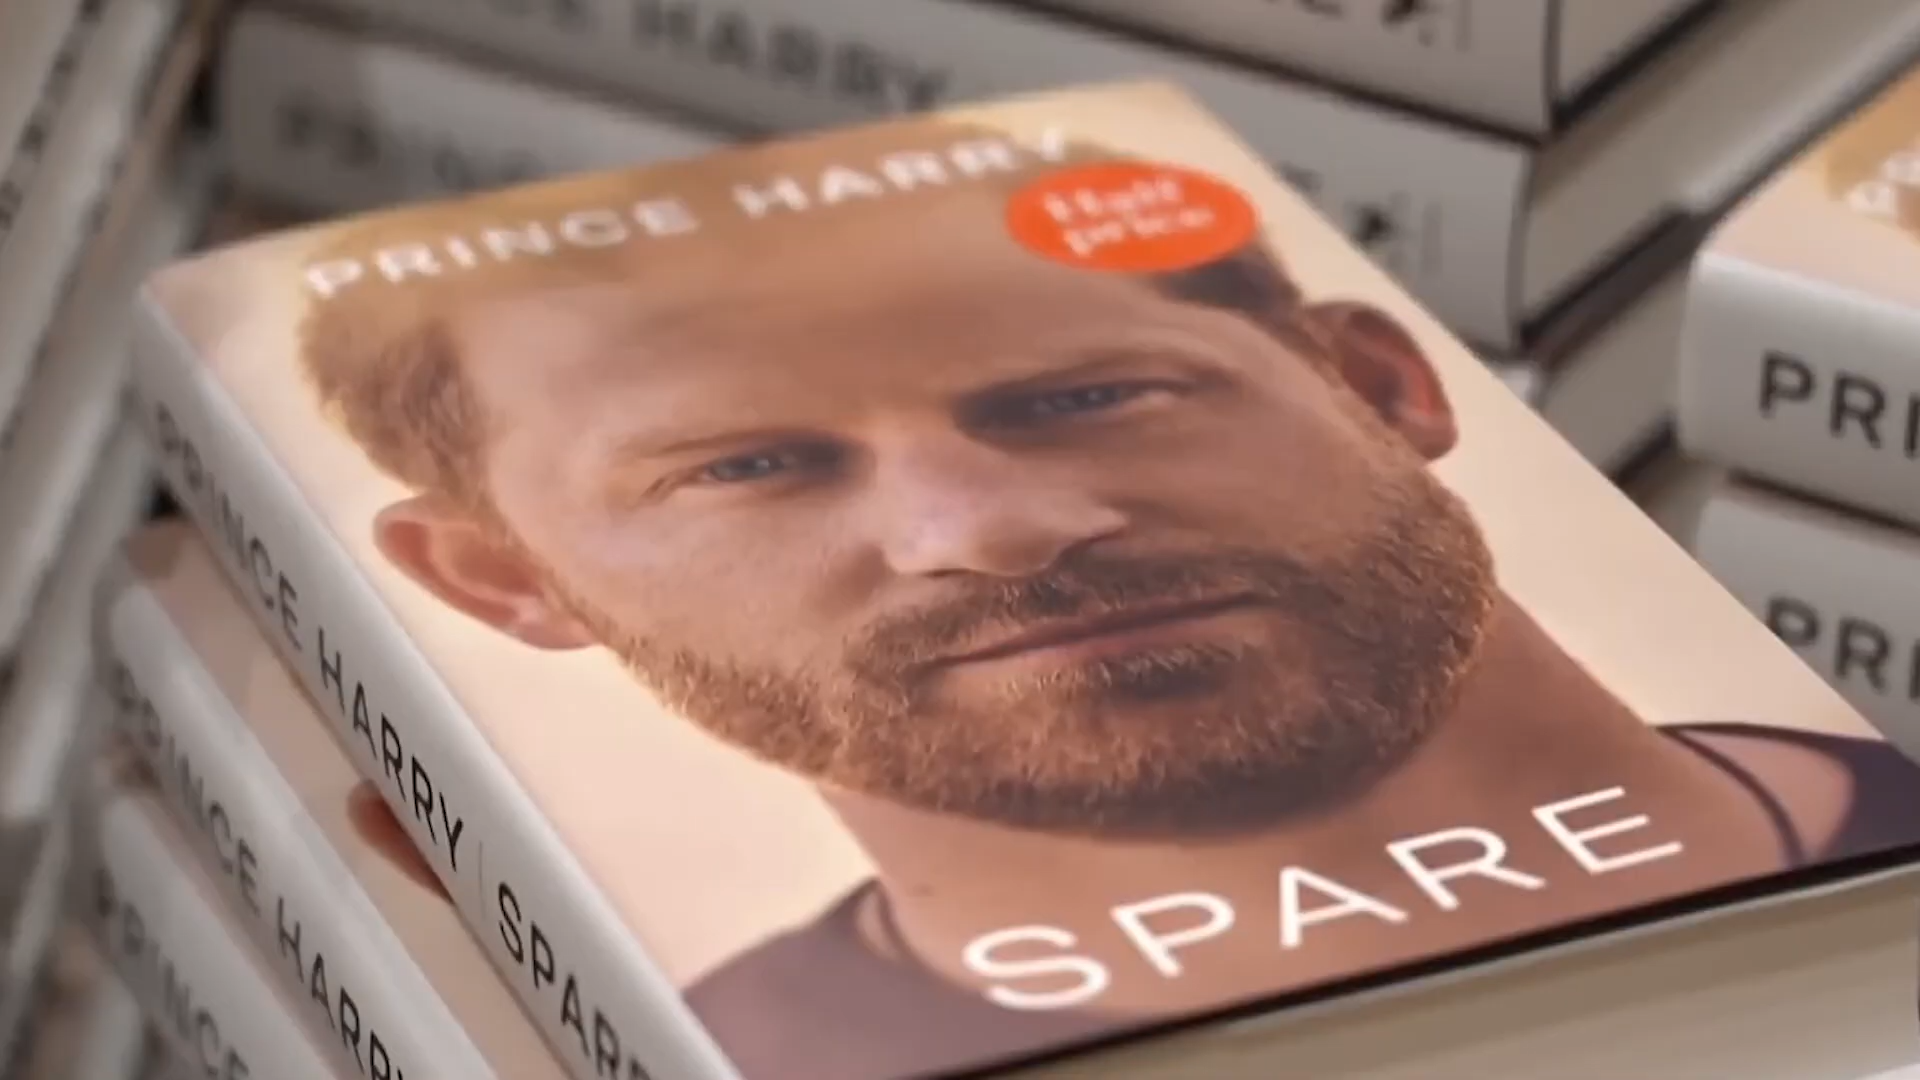 HARRY
PRINCE HARRY
Half
price
SPARE
PRINCE HARRY | SPARE
PRINCE HARRY
PRINCE
PRI
PRI